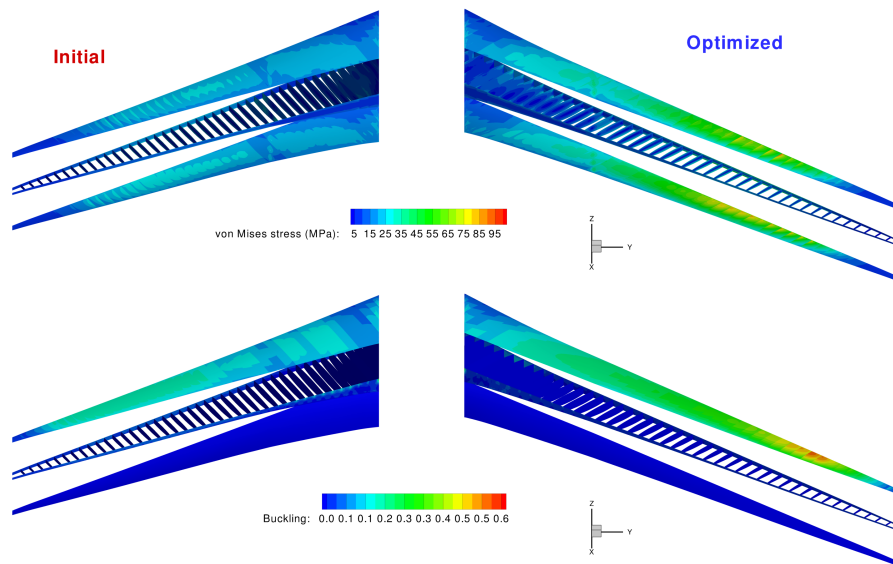 Initial
Optimized
von Mises stress (MPa): 5 15 25 35 45 55 65 75 85 95
Z
Y
X
Buckling: 0.0 0.1 0.1 0.2 0.3 0.3 0.4 0.5 0.5 0.6
Z
Y
X